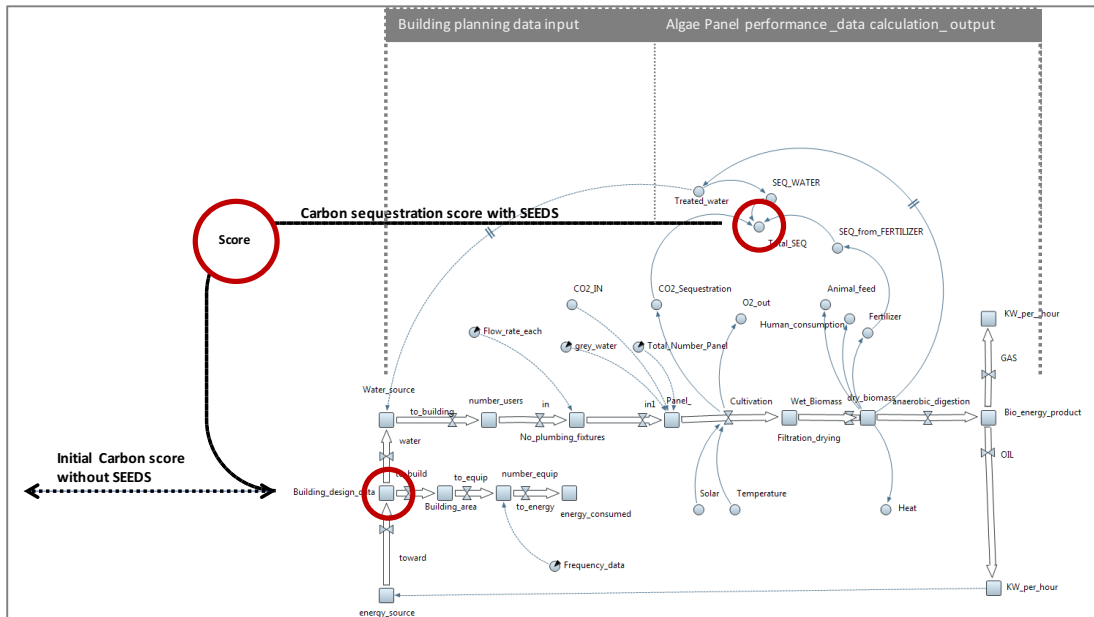 Building planning data input
Algae Panel performance _data calculation_ output
SEQ_WATER
Treated_water
Carbon sequestration score with SEEDS
Score
Total_SEQ
SEQ_from_FERTILIZER
CO2_IN
CO2_Sequestration
Animal_feed
O2_out
Fertilizer
KW_per_hour
Human_consumption
Flow_rate_each
grey_water
Total_Number_Panel
GAS
Water_source
number_users
in
in1
Panel_
Cultivation
Wet_Biomass
dry_biomass
anaerobic_digestion
to_building
Bio_energy_product
No_plumbing_fixtures
Filtration_drying
water
OIL
Initial Carbon score
without SEEDS
to_build
to_equip
number_equip
Building_design_data
Building_area
to_energy
energy_consumed
Solar
Temperature
Heat
toward
Frequency_data
KW_per_hour
energy_source